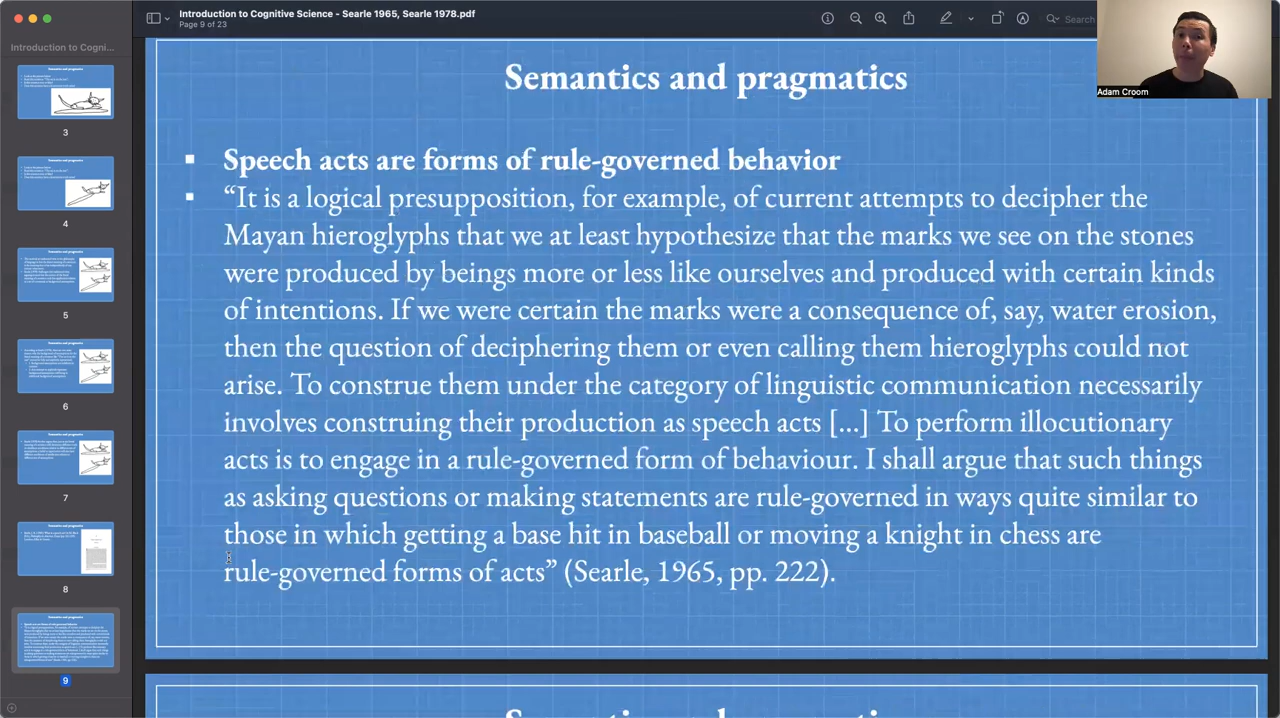 Introduction to Cognitive Science - Searle 1965, Searle 1978.pdf
Page 9 of 23
Search
Introduction to Cogni...
3
4
5
6
7
8
9
Adam Croom
Semantics and pragmatics
Speech acts are forms of rule-governed behavior
“It is a logical presupposition, for example, of current attempts to decipher the
Mayan hieroglyphs that we at least hypothesize that the marks we see on the stones
were produced by beings more or less like ourselves and produced with certain kinds
of intentions. If we were certain the marks were a consequence of, say, water erosion,
then the question of deciphering them or even calling them hieroglyphs could not
arise. To construe them under the category of linguistic communication necessarily
involves construing their production as speech acts [...] To perform illocutionary
acts is to engage in a rule-governed form of behaviour. I shall argue that such things
as asking questions or making statements are rule-governed in ways quite similar to
those in which getting a base hit in baseball or moving a knight in chess are
rule-governed forms of acts” (Searle, 1965, pp. 222).